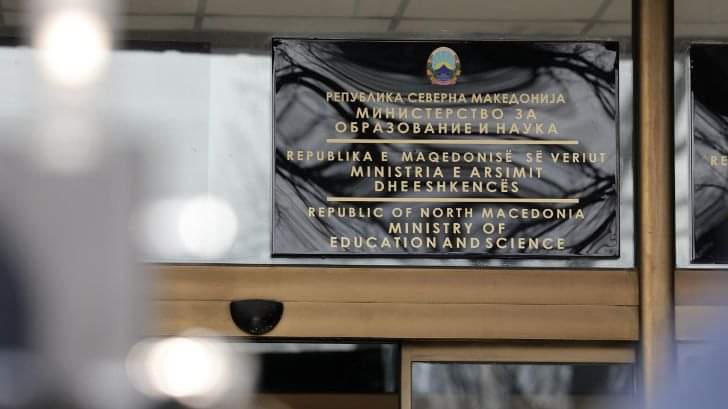 РЕПУБЛИКА СЕВЕРНА МАКЕДОНИЈА
МИНИСТЕРСТВО ЗА
ОБРАЗОВАНИЕ И НАУКА
REPUBLIKA E MAQEDONISË SË VERIUT
MINISTRIA E ARSIMIT
DHE E SHKENCËS
REPUBLIC OF NORTH MACEDONIA
MINISTRY OF
EDUCATION AND SCIENCE